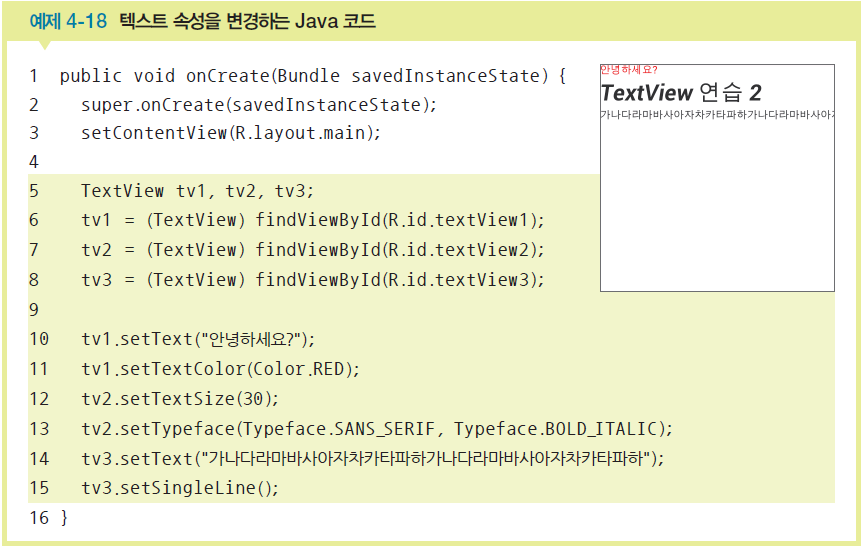 예제 4-18 텍스트 속성을 변경하는 Java 코드
1 public void onCreate(Bundle savedInstanceState) {
2 super.onCreate(savedInstanceState);
3 setContentView(R.layout.main);
4
5 TextView tv1, tv2, tv3;
6 tv1 = (TextView) findViewById(R.id.textView1);
7 tv2 = (TextView) findViewById(R.id.textView2);
8 tv3 = (TextView) findViewById(R.id.textView3);
9
10 tv1.setText("안녕하세요?");
11 tv1.setTextColor(Color.RED);
12 tv2.setTextSize(30);
13 tv2.setTypeface(Typeface.SANS_SERIF, Typeface.BOLD_ITALIC);
14 tv3.setText("가나다라마바사아자차카타파하가나다라마바사아자차카타파하");
15 tv3.setSingleLine();
16 }
안녕하세요?
TextView 연습 2
가나다라마바사아자차카타파하가나다라마바사아